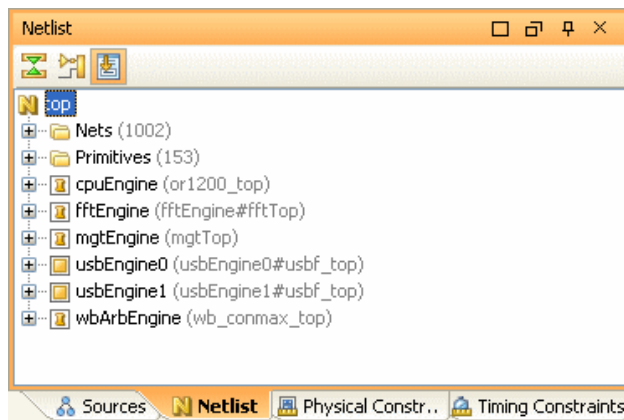 Netlist
top
Nets (1002)
Primitives (153)
cpuEngine (or1200_top)
fftEngine (fftEngine#fftTop)
mgtEngine (mgtTop)
usbEngine0 (usbEngine0#usbf_top)
usbEngine1 (usbEngine1#usbf_top)
wbArbEngine (wb_conmax_top)
Sources Netlist Physical Constr.. Timing Constraints